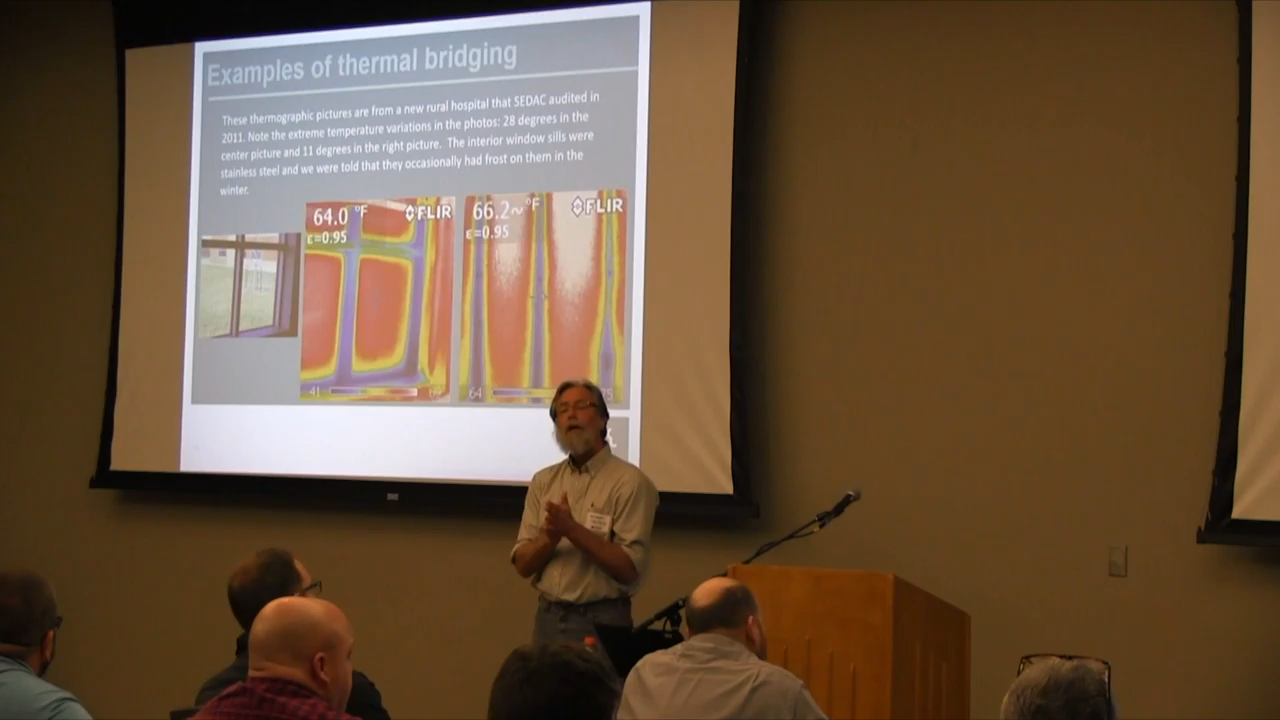 Examples of thermal bridging
These thermographic pictures are from a new rural hospital that SEDAC audited in
2011. Note the extreme temperature variations in the photos: 28 degrees in the
center picture and 11 degrees in the right picture.  The interior window sills were
stainless steel and we were told that they occasionally had frost on them in the
winter.
64.0 °F FLIR
ε=0.95
66.2~ °F FLIR
ε=0.95
41
64